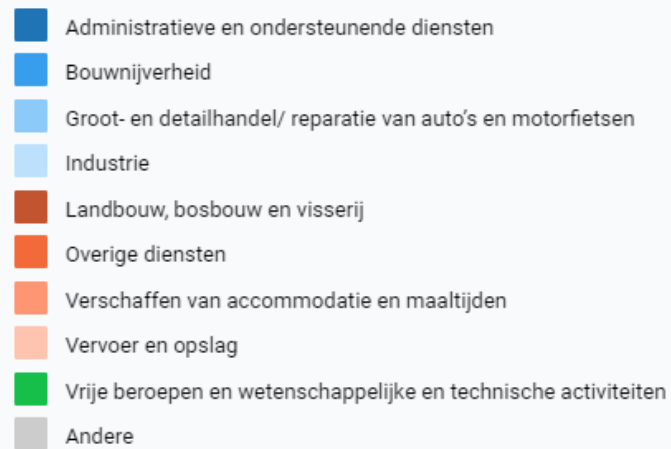 Administratieve en ondersteunende diensten
Bouwnijverheid
Groot- en detailhandel/ reparatie van auto’s en motorfietsen
Industrie
Landbouw, bosbouw en visserij
Overige diensten
Verschaffen van accommodatie en maaltijden
Vervoer en opslag
Vrije beroepen en wetenschappelijke en technische activiteiten
Andere